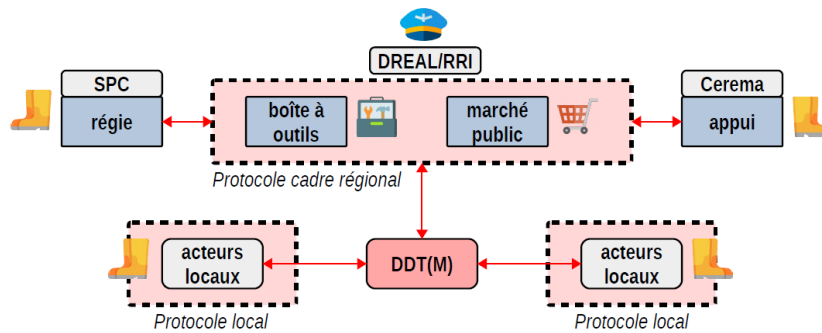 DREAL/RRI
SPC
régie
boîte à
outils
marché
public
Cerema
appui
Protocole cadre régional
acteurs
locaux
DDT(M)
acteurs
locaux
Protocole local
Protocole local